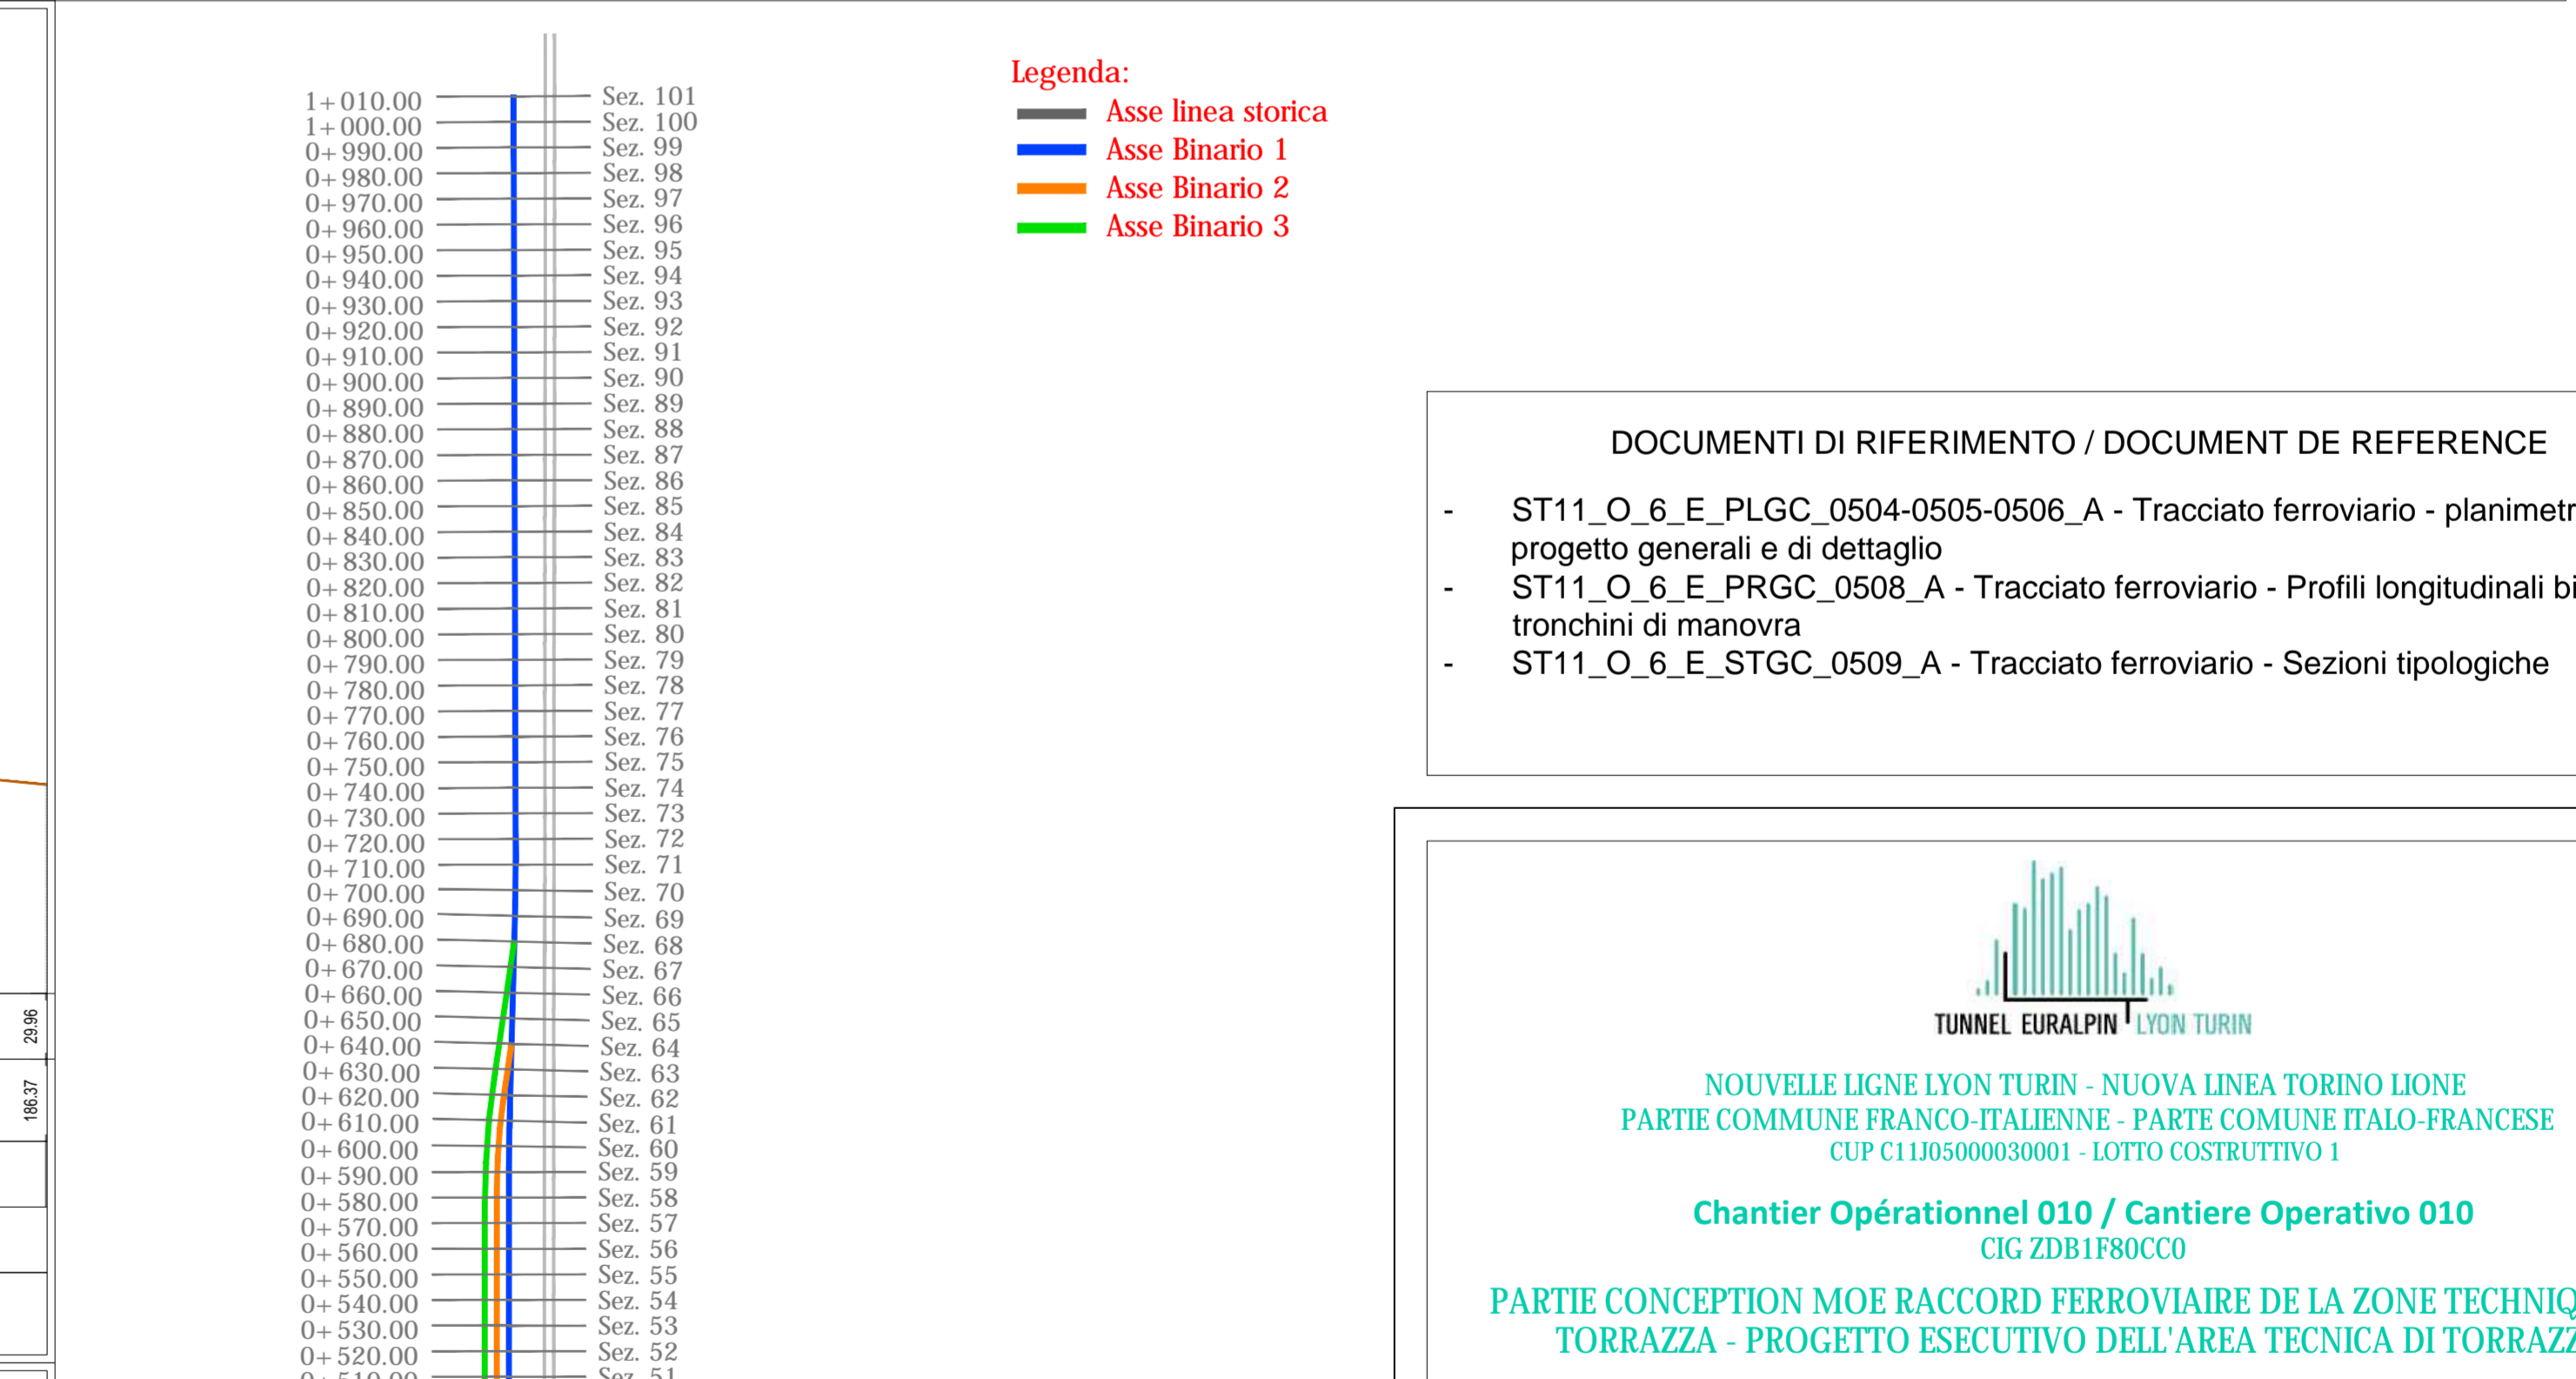 29.96
186.37
1+010.00 Sez. 101
1+000.00 Sez. 100
0+990.00 Sez. 99
0+980.00 Sez. 98
0+970.00 Sez. 97
0+960.00 Sez. 96
0+950.00 Sez. 95
0+940.00 Sez. 94
0+930.00 Sez. 93
0+920.00 Sez. 92
0+910.00 Sez. 91
0+900.00 Sez. 90
0+890.00 Sez. 89
0+880.00 Sez. 88
0+870.00 Sez. 87
0+860.00 Sez. 86
0+850.00 Sez. 85
0+840.00 Sez. 84
0+830.00 Sez. 83
0+820.00 Sez. 82
0+810.00 Sez. 81
0+800.00 Sez. 80
0+790.00 Sez. 79
0+780.00 Sez. 78
0+770.00 Sez. 77
0+760.00 Sez. 76
0+750.00 Sez. 75
0+740.00 Sez. 74
0+730.00 Sez. 73
0+720.00 Sez. 72
0+710.00 Sez. 71
0+700.00 Sez. 70
0+690.00 Sez. 69
0+680.00 Sez. 68
0+670.00 Sez. 67
0+660.00 Sez. 66
0+650.00 Sez. 65
0+640.00 Sez. 64
0+630.00 Sez. 63
0+620.00 Sez. 62
0+610.00 Sez. 61
0+600.00 Sez. 60
0+590.00 Sez. 59
0+580.00 Sez. 58
0+570.00 Sez. 57
0+560.00 Sez. 56
0+550.00 Sez. 55
0+540.00 Sez. 54
0+530.00 Sez. 53
0+520.00 Sez. 52
0+510.00 Sez. 51
Legenda:
Asse linea storica
Asse Binario 1
Asse Binario 2
Asse Binario 3
DOCUMENTI DI RIFERIMENTO / DOCUMENT DE REFERENCE
- ST11_O_6_E_PLGC_0504-0505-0506_A - Tracciato ferroviario - planimetr
progetto generali e di dettaglio
- ST11_O_6_E_PRGC_0508_A - Tracciato ferroviario - Profili longitudinali bi
tronchini di manovra
- ST11_O_6_E_STGC_0509_A - Tracciato ferroviario - Sezioni tipologiche
TUNNEL EURALPIN LYON TURIN
NOUVELLE LIGNE LYON TURIN - NUOVA LINEA TORINO LIONE
PARTIE COMMUNE FRANCO-ITALIENNE - PARTE COMUNE ITALO-FRANCESE
CUP C11J05000030001 - LOTTO COSTRUTTIVO 1
Chantier Opérationnel 010 / Cantiere Operativo 010
CIG ZDB1F80CC0
PARTIE CONCEPTION MOE RACCORD FERROVIAIRE DE LA ZONE TECHNIQ
TORRAZZA - PROGETTO ESECUTIVO DELL'AREA TECNICA DI TORRAZZ